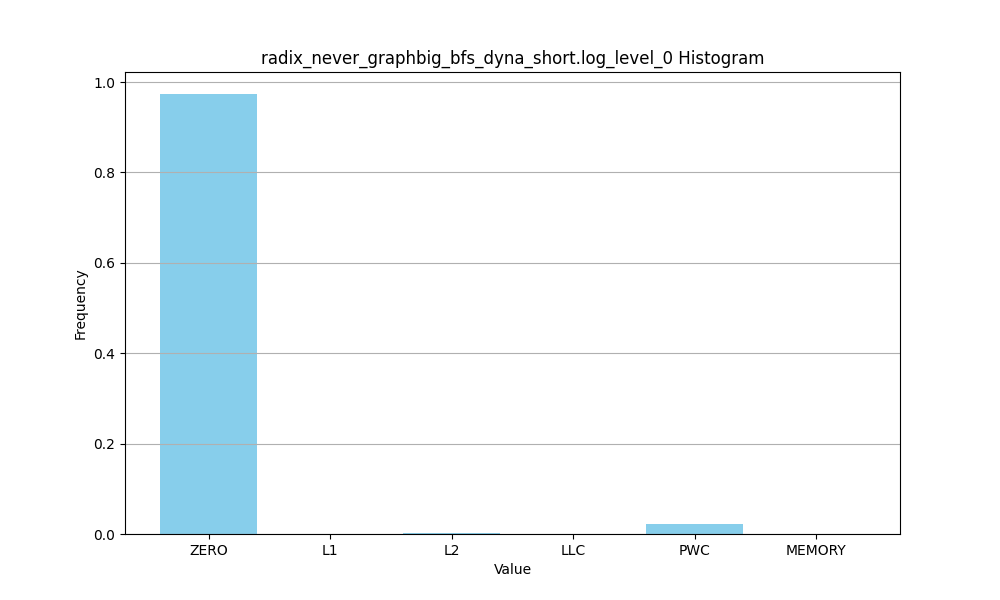 radix_never_graphbig_bfs_dyna_short.log_level_0 Histogram
1.0
0.8
0.6
0.4
0.2
0.0
Frequency
ZERO L1 L2 LLC PWC MEMORY
Value